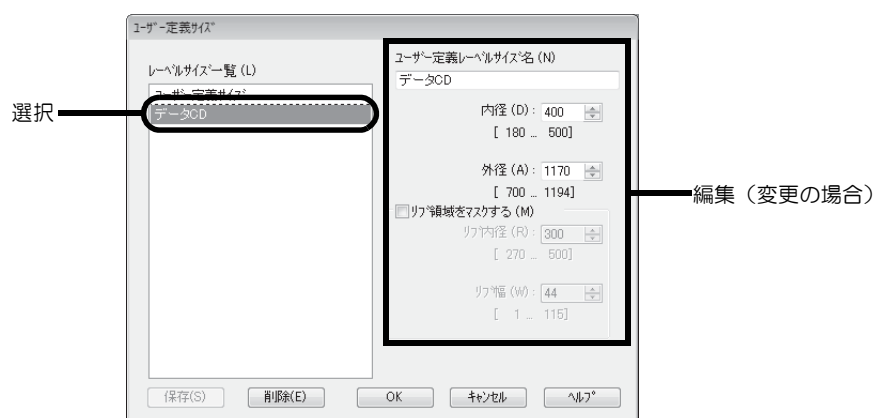 ユーザー定義サイズ
レーベルサイズ一覧(L)
ユーザー定義サイズ
データCD
選択
ユーザー定義レーベルサイズ名(N)
データCD
内径(D): 400
[ 180 ... 500]
外径(A): 1170
[ 700 ... 1194]
リブ領域をマスクする(M)
リブ内径(R): 300
[ 270 ... 500]
リブ幅(W): 44
[ 1 ... 115]
編集(変更の場合)
保存(S)
削除(E)
OK
キャンセル
ヘルプ